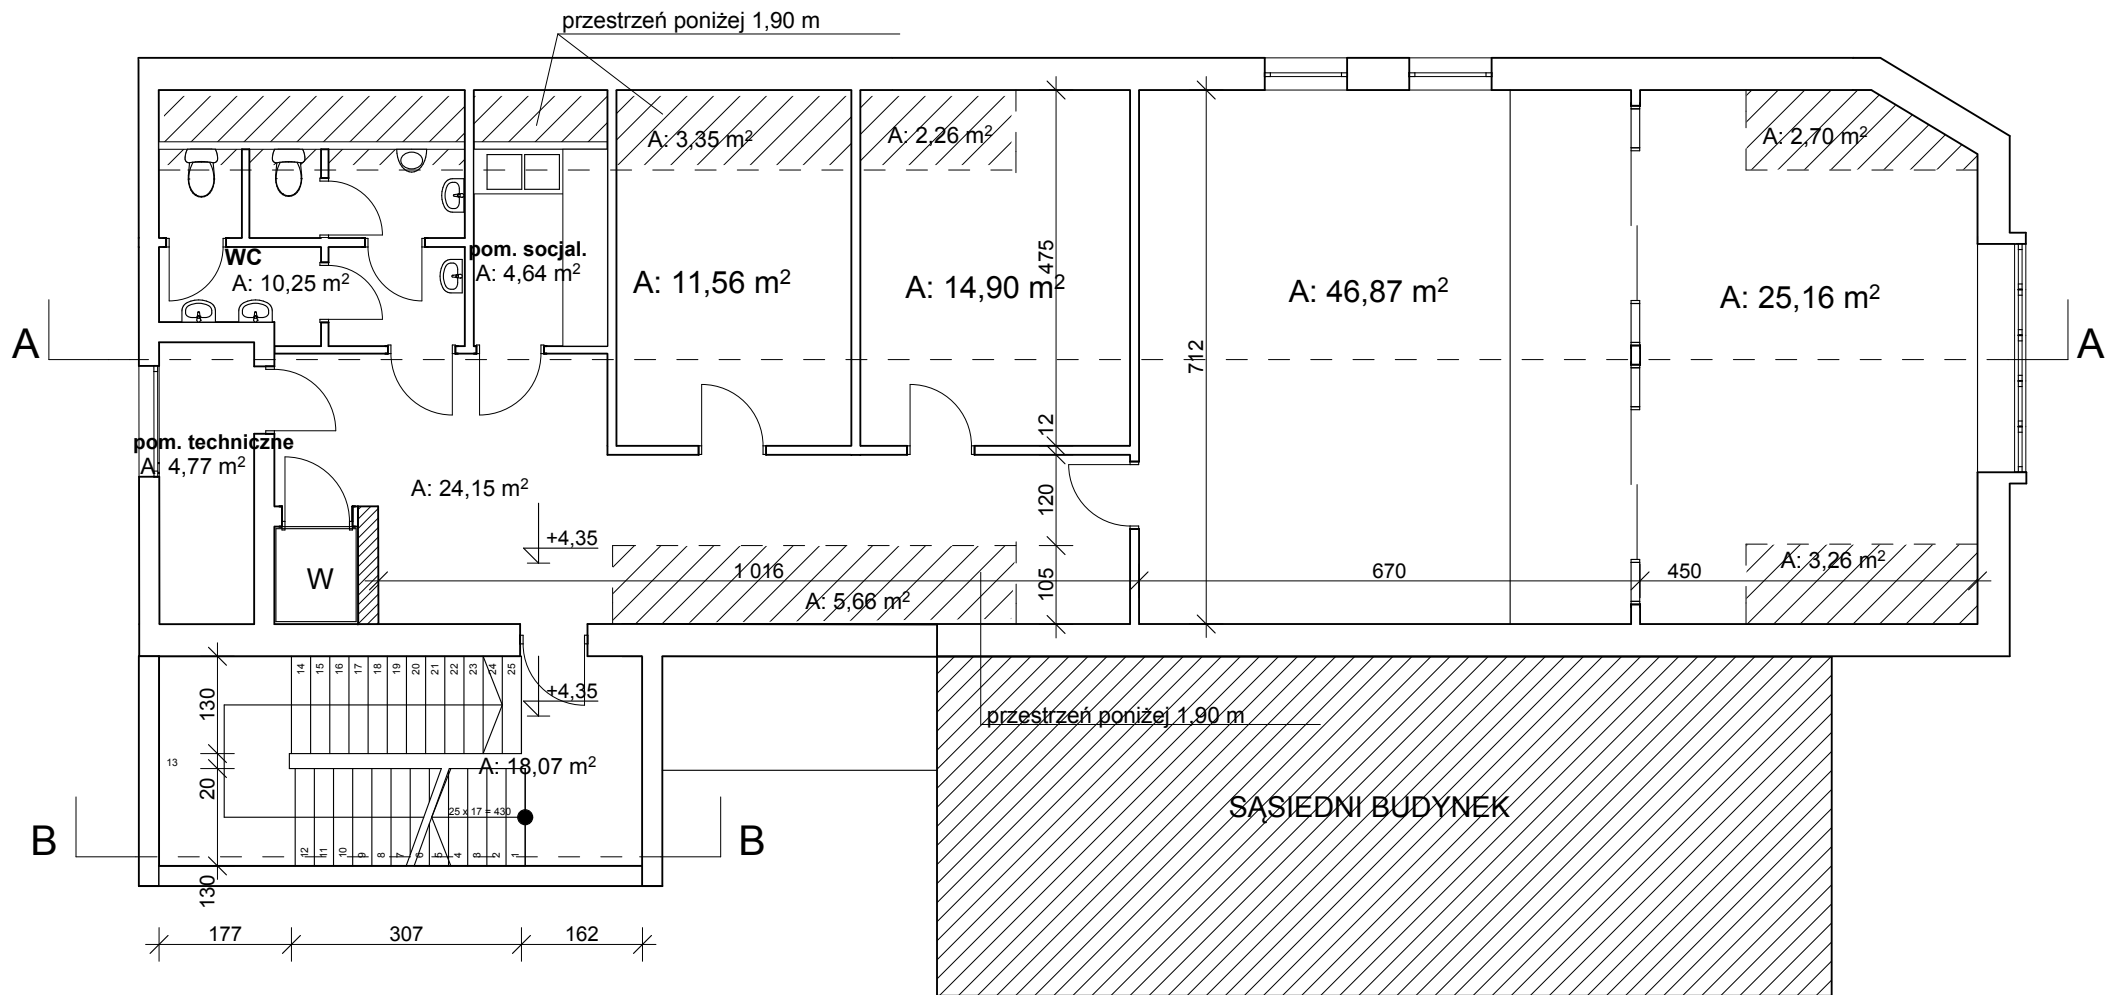 przestrzeń poniżej 1,90 m
A: 3,35 m²
A: 2,26 m²
A: 2,70 m²
WC
A: 10,25 m²
pom. socjal.
A: 4,64 m²
A: 11,56 m²
A: 14,90 m²
475
A: 46,87 m²
A: 25,16 m²
A
A
712
12
pom. techniczne
A: 4,77 m²
A: 24,15 m²
120
+4,35
W
1 016
105
670
450
A: 3,26 m²
A: 5,66 m²
14 15 16 17 18 19 20 21 22 23 24 25
130
+4,35
przestrzeń poniżej 1.90 m
13
20
A: 18,07 m²
25 x 17 = 430
SĄSIEDNI BUDYNEK
B
B
12 11 10 9 8 7 6 5 4 3 2 1
130
177
307
162